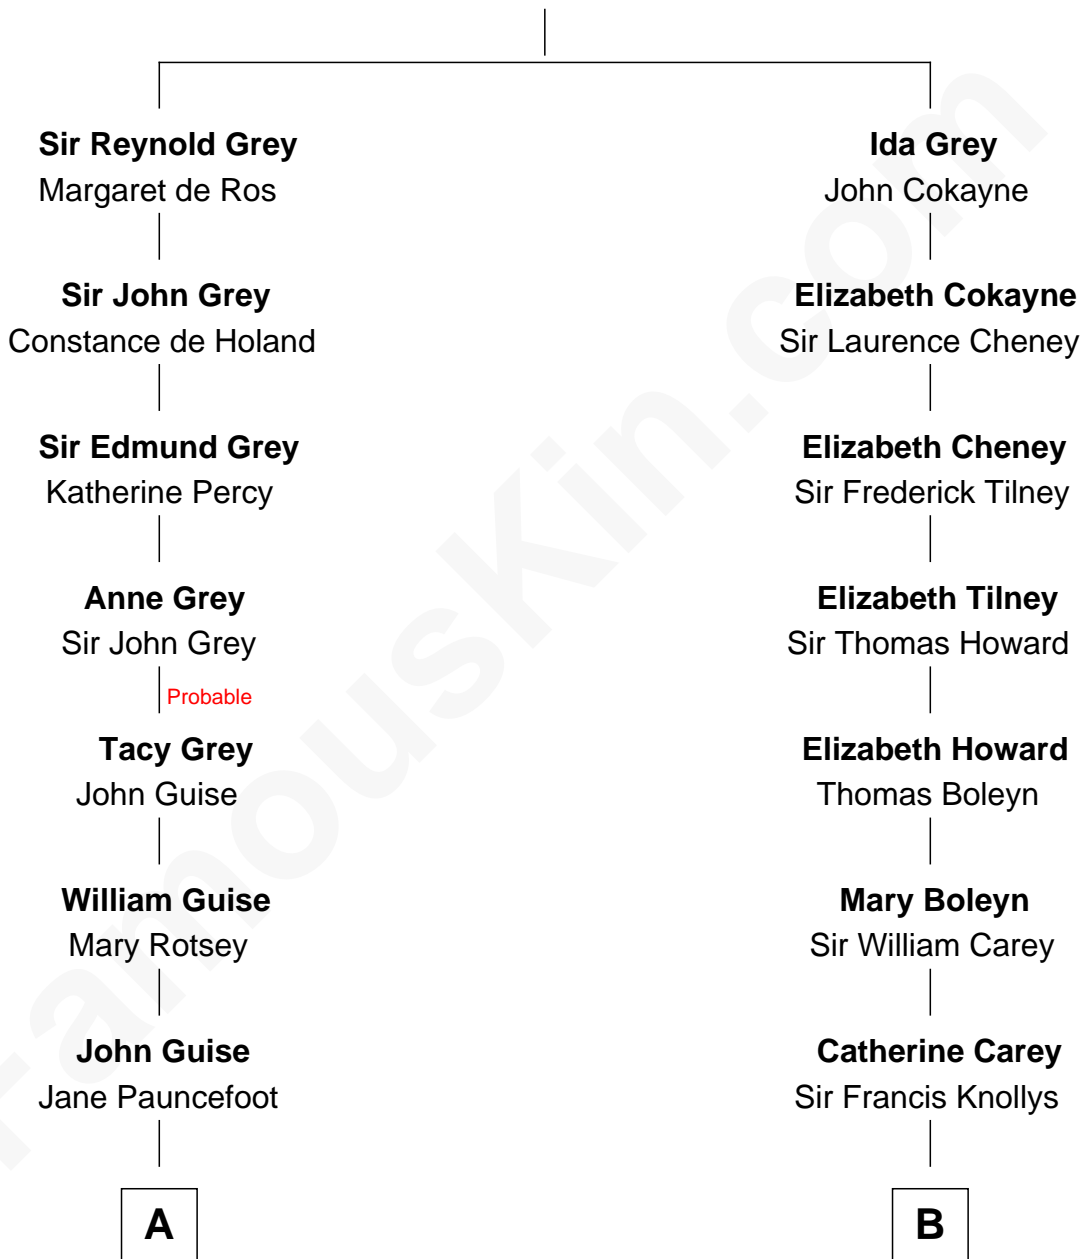 Sir Reynold Grey
Margaret de Ros
Sir John Grey
Constance de Holand
Sir Edmund Grey
Katherine Percy
Anne Grey
Sir John Grey
Probable
Tacy Grey
John Guise
William Guise
Mary Rotsey
John Guise
Jane Pauncefoot
A
Ida Grey
John Cokayne
Elizabeth Cokayne
Sir Laurence Cheney
Elizabeth Cheney
Sir Frederick Tilney
Elizabeth Tilney
Sir Thomas Howard
Elizabeth Howard
Thomas Boleyn
Mary Boleyn
Sir William Carey
Catherine Carey
Sir Francis Knollys
B
FamousKin.com